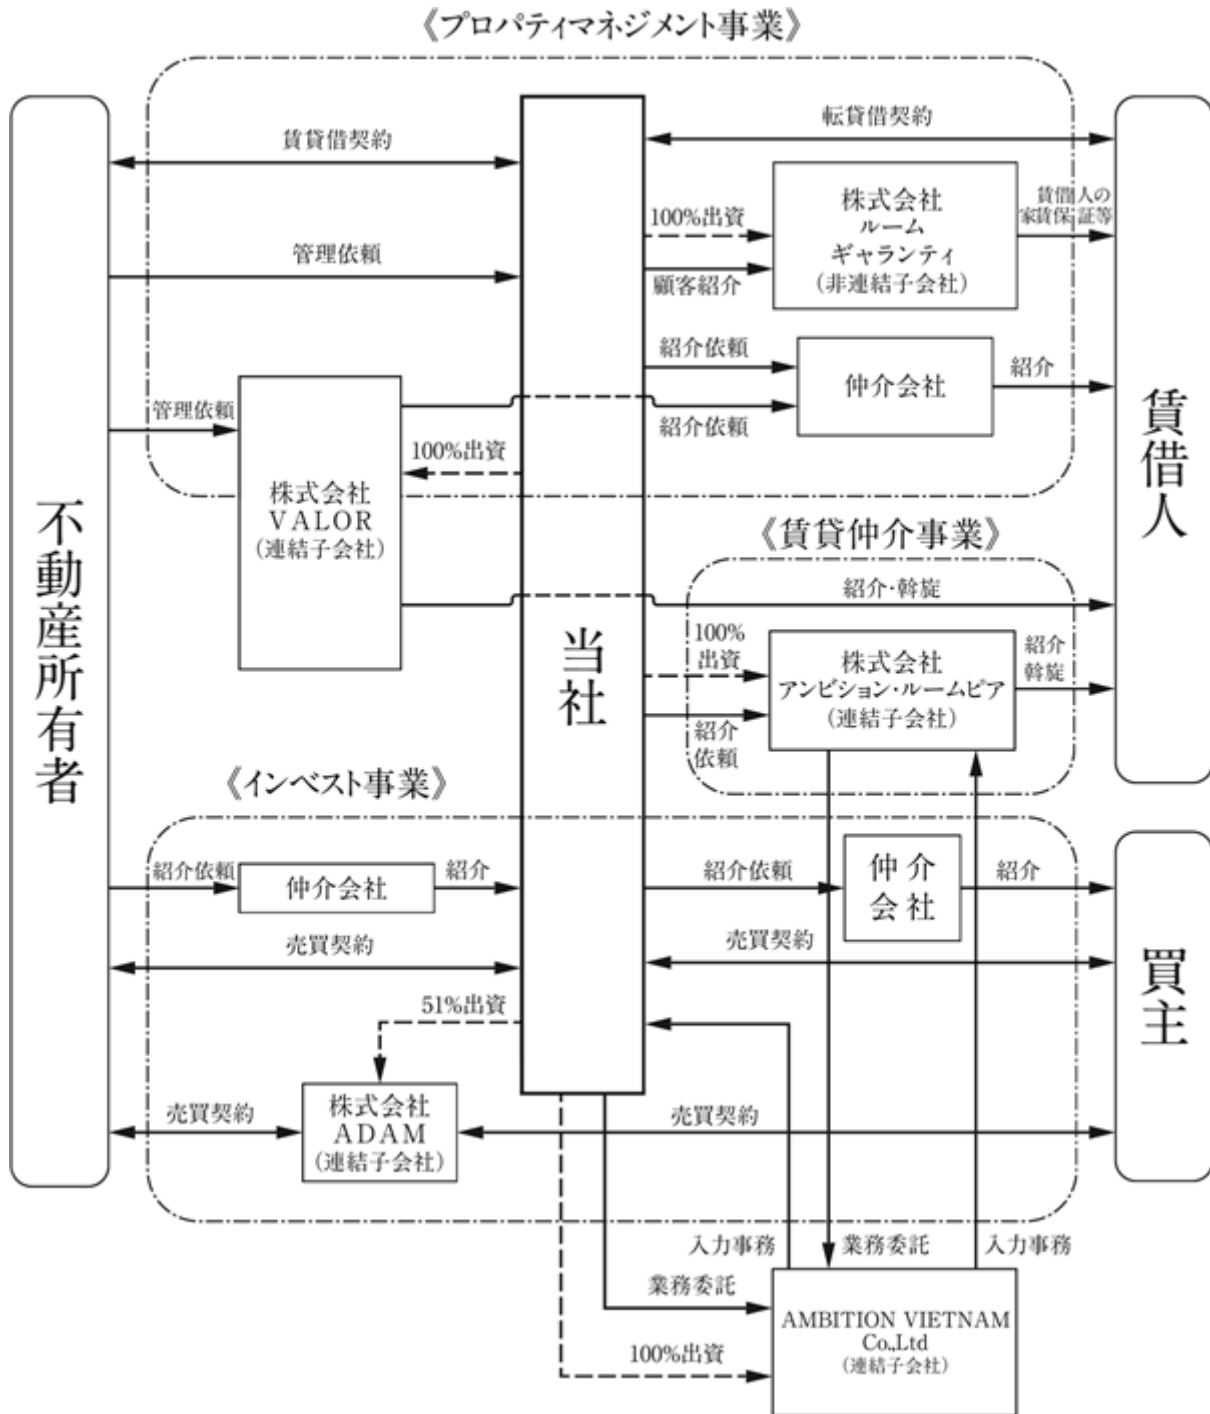 《プロパティマネジメント事業》
賃貸借契約
転貸借契約
株式会社
ルーム
ギャランティ
(非連結子会社)
100%出資
顧客紹介
賃借人の
家賃保証等
管理依頼
紹介依頼
仲介会社
紹介
紹介依頼
管理依頼
100%出資
株式会社
VALOR
(連結子会社)
不動産所有者
当社
賃借人
《賃貸仲介事業》
紹介・斡旋
100%
出資
株式会社
アンビション・ルームピア
(連結子会社)
紹介
斡旋
紹介
依頼
《インベスト事業》
紹介依頼
仲介会社
紹介
紹介依頼
仲介
会社
紹介
売買契約
売買契約
買主
51%出資
売買契約
株式会社
ADAM
(連結子会社)
売買契約
入力事務
業務委託
入力事務
業務委託
AMBITION VIETNAM
Co.,Ltd
(連結子会社)
100%出資